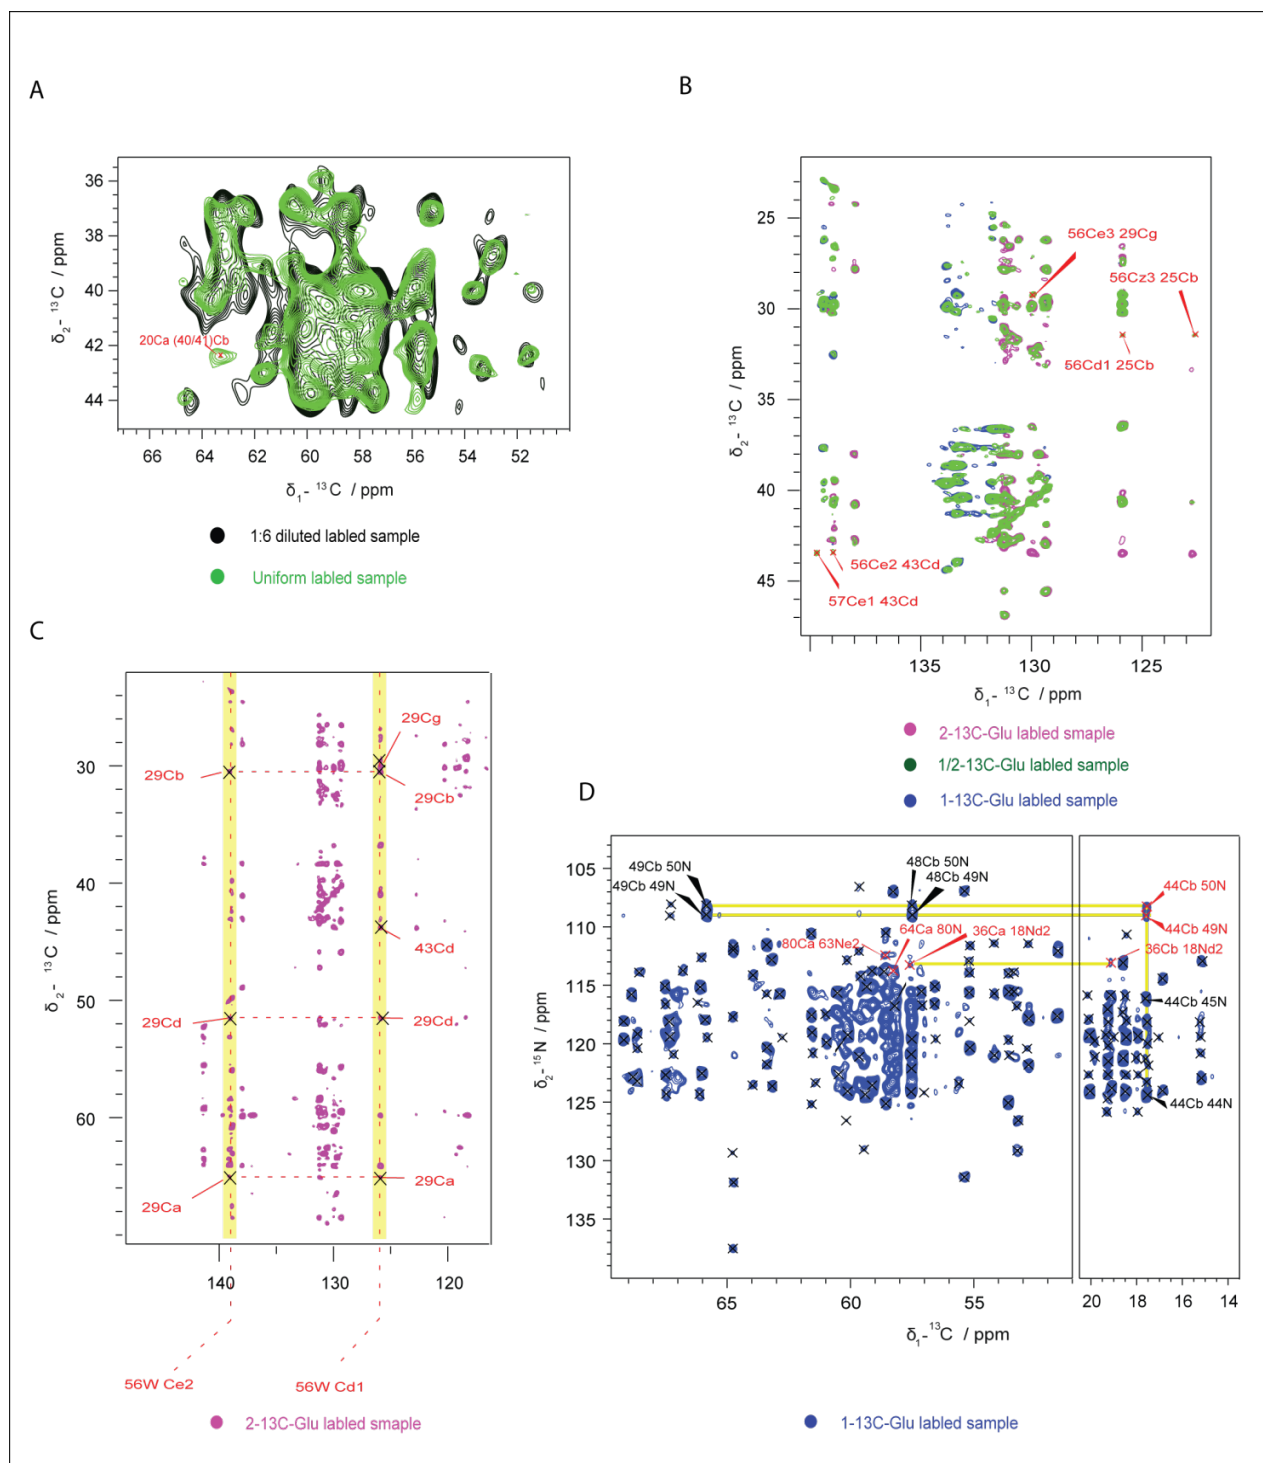 A
36
38
40
42
44
δ2- 13C / ppm
20Ca (40/41)Cb
66 64 62 60 58 56 54 52
δ1- 13C / ppm
1:6 diluted labled sample
Uniform labled sample
B
25
30
35
40
45
δ2- 13C / ppm
56Ce3 29Cg
56Cz3 25Cb
56Cd1 25Cb
56Ce2 43Cd
57Ce1 43Cd
135 130 125
δ1- 13C / ppm
2-13C-Glu labled smaple
1/2-13C-Glu labled sample
1-13C-Glu labled sample
C
30
40
50
60
δ2- 13C / ppm
29Cg
29Cb
29Cb
43Cd
29Cd
29Cd
29Ca
29Ca
140 130 120
56W Ce2
56W Cd1
2-13C-Glu labled smaple
D
105
110
115
120
125
130
135
δ2- 15N / ppm
49Cb 50N
49Cb 49N
48Cb 50N
48Cb 49N
64Ca 80N
80Ca 63Ne2
36Ca 18Nd2
44Cb 50N
44Cb 49N
36Cb 18Nd2
44Cb 45N
44Cb 44N
65 60 55
20 18 16 14
δ1-13C / ppm
1-13C-Glu labled sample